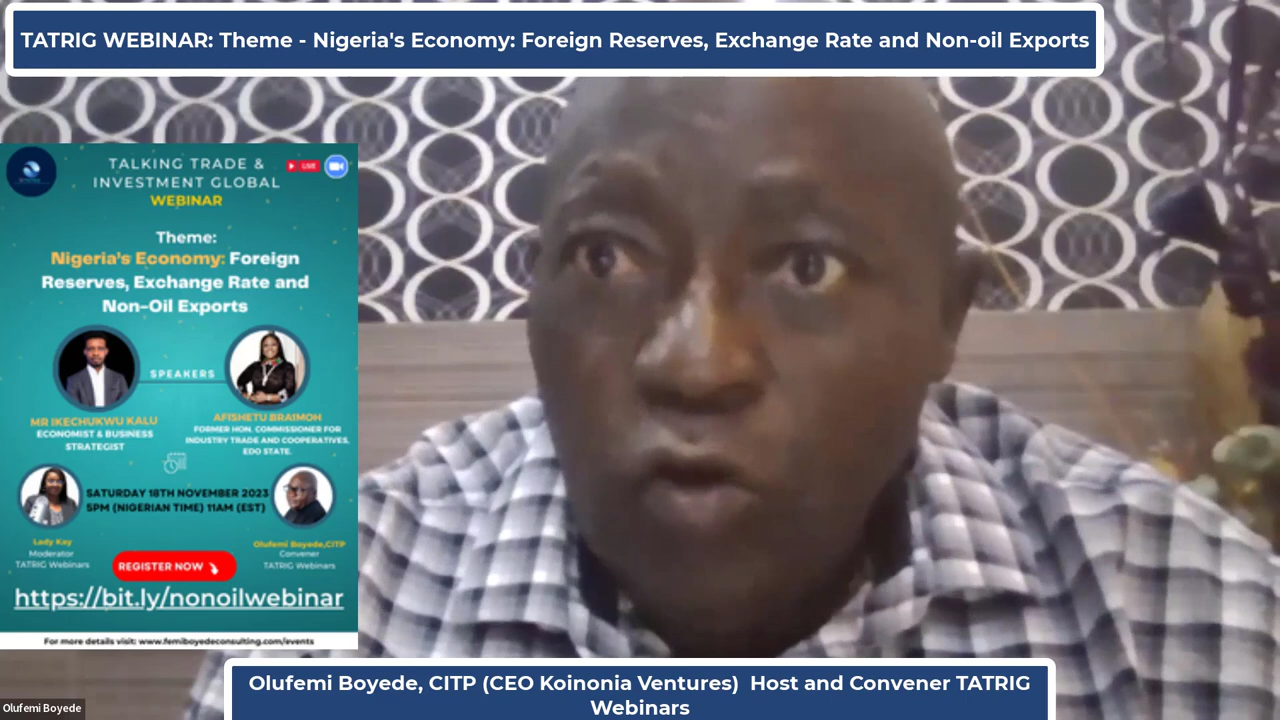 TATRIG WEBINAR: Theme - Nigeria's Economy: Foreign Reserves, Exchange Rate and Non-oil Exports
TALKING TRADE &
INVESTMENT GLOBAL
WEBINAR
LIVE
Theme:
Nigeria's Economy: Foreign
Reserves, Exchange Rate and
Non-Oil Exports
SPEAKERS
MR IKECHUKWU KALU
ECONOMIST & BUSINESS
STRATEGIST
AFISHETU BRAIMOH
FORMER HON. COMMISSIONER FOR
INDUSTRY TRADE AND COOPERATIVES,
EDO STATE.
SATURDAY 18TH NOVEMBER 2023
5PM (NIGERIAN TIME) 11AM (EST)
Lady Kay
Moderator
TATRIG Webinars
Olufemi Boyede,CITP
Convener
TATRIG Webinars
REGISTER NOW
https://bit.ly/nonoilwebinar
For more details visit: www.femiboyedeconsulting.com/events
Olufemi Boyede, CITP (CEO Koinonia Ventures) Host and Convener TATRIG
Webinars
Olufemi Boyede